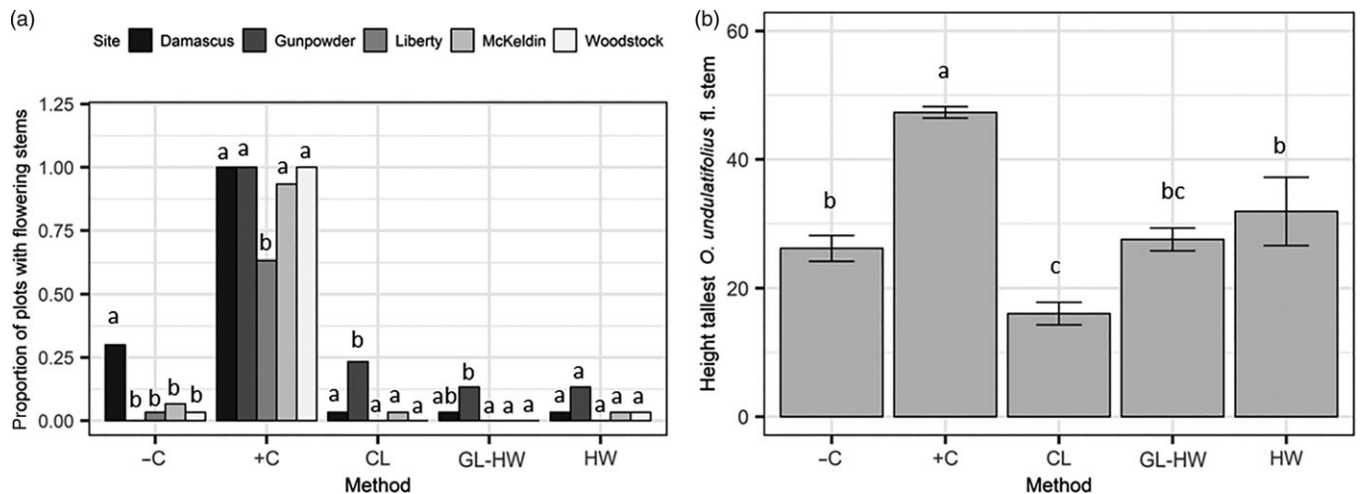 (a)
Site Damascus Gunpowder Liberty McKeldin Woodstock
Proportion of plots with flowering stems
1.25
1.00
0.75
0.50
0.25
0.00
a b b b b
a a b a a
a b a a a
ab b a a a
a a a a a
−C +C CL GL-HW HW
Method
(b)
Height tallest O. undulatifolius fl. stem
60
40
20
0
b a c bc b
−C +C CL GL-HW HW
Method